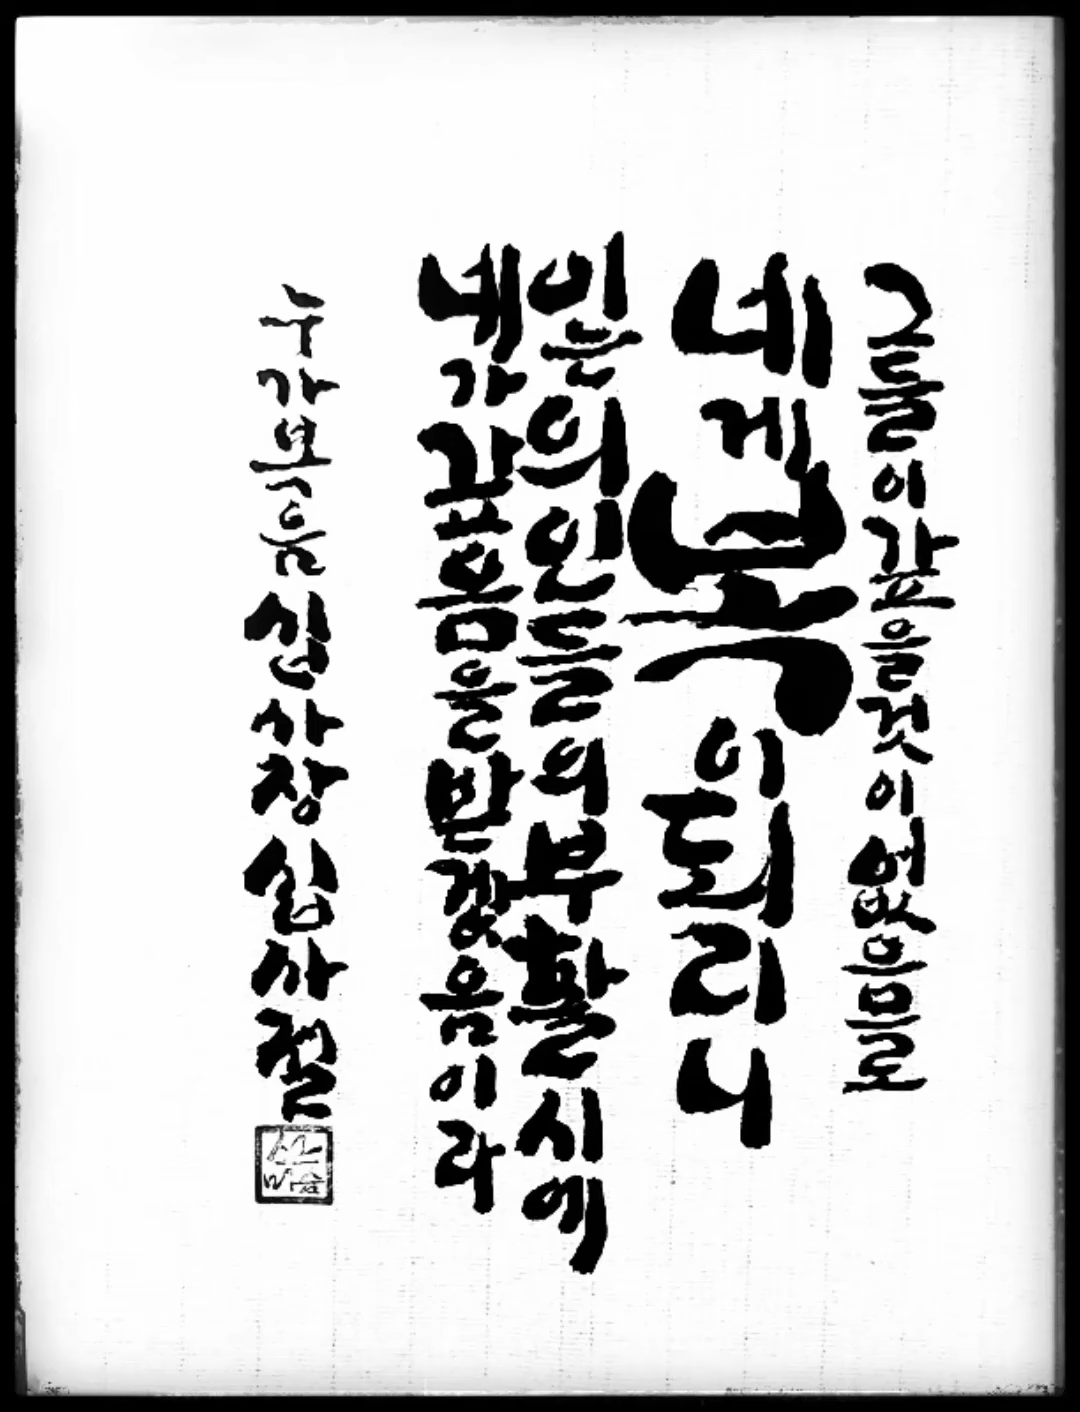 그들이 갚을 것이 없음므로
네게 복이 되리니
이는 의인들의 부활시에
네가 갚음을 받겠음이라
누가복음 십사장 십사절